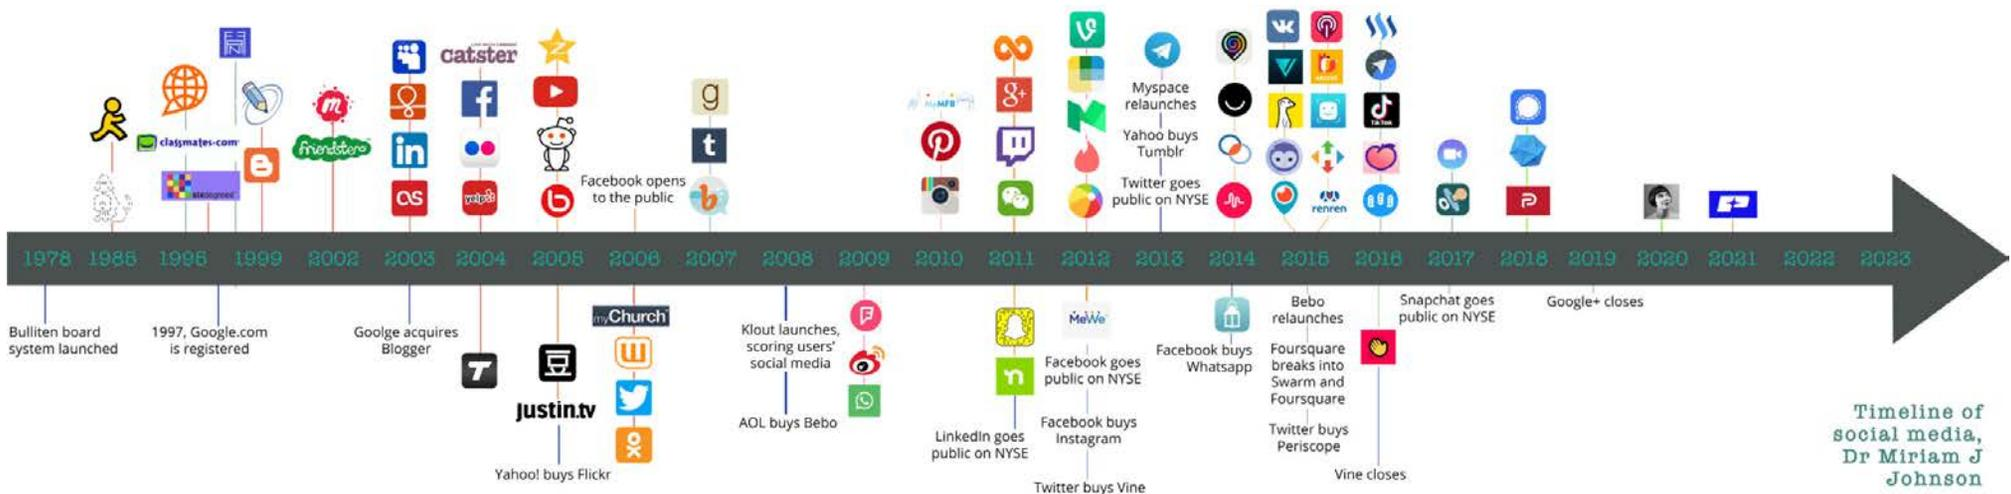 catster
classmates.com
sixdegrees
friendster
yelp
g+
MyMFB
TikTok
renren
Facebook opens
to the public
Myspace
relaunches
Yahoo buys
Tumblr
Twitter goes
public on NYSE
1978 1985 1995 1999 2002 2003 2004 2005 2006 2007 2008 2009 2010 2011 2012 2013 2014 2015 2016 2017 2018 2019 2020 2021 2022 2023
Bulliten board
system launched
1997, Google.com
is registered
Goolge acquires
Blogger
豆
Justin.tv
Yahoo! buys Flickr
myChurch
Klout launches,
scoring users'
social media
AOL buys Bebo
LinkedIn goes
public on NYSE
MeWe
Facebook goes
public on NYSE
Facebook buys
Instagram
Twitter buys Vine
Facebook buys
Whatsapp
Bebo
relaunches
Foursquare
breaks into
Swarm and
Foursquare
Twitter buys
Periscope
Vine closes
Snapchat goes
public on NYSE
Google+ closes
Timeline of
social media,
Dr Miriam J
Johnson